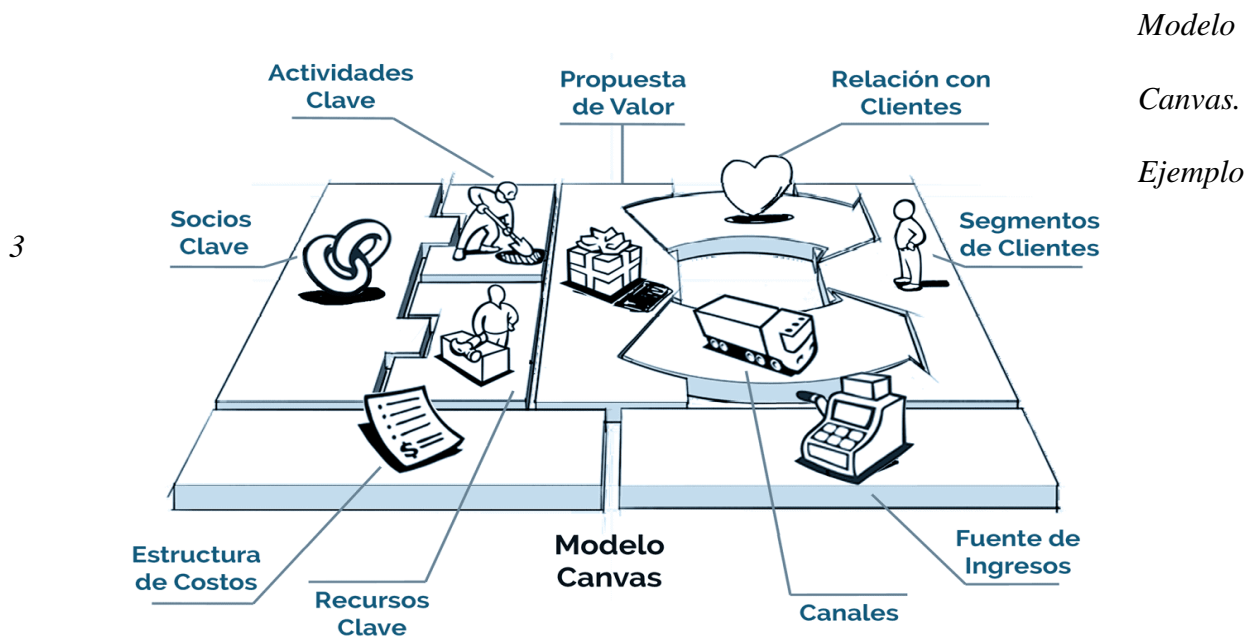 Modelo
Canvas.
Ejemplo
3
Actividades
Clave
Propuesta
de Valor
Relación con
Clientes
Socios
Clave
Segmentos
de Clientes
$
Estructura
de Costos
Recursos
Clave
Modelo
Canvas
Canales
Fuente de
Ingresos